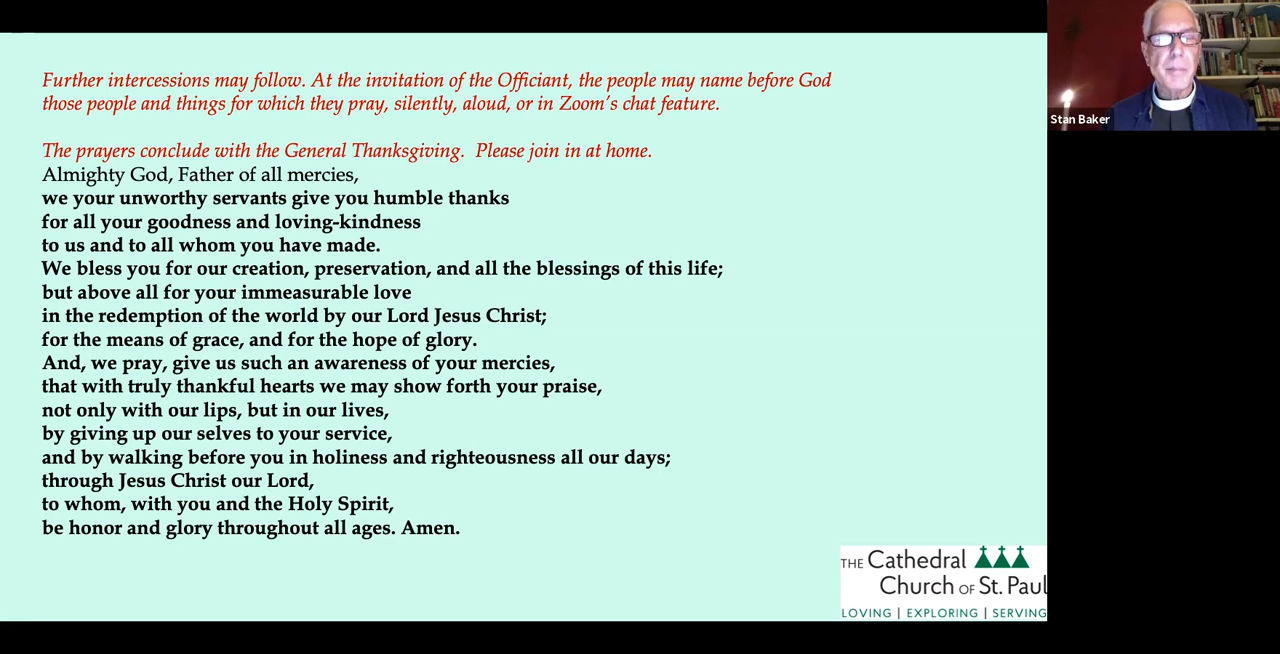 Further intercessions may follow. At the invitation of the Officiant, the people may name before God
those people and things for which they pray, silently, aloud, or in Zoom's chat feature.
The prayers conclude with the General Thanksgiving.  Please join in at home.
Almighty God, Father of all mercies,
we your unworthy servants give you humble thanks
for all your goodness and loving-kindness
to us and to all whom you have made.
We bless you for our creation, preservation, and all the blessings of this life;
but above all for your immeasurable love
in the redemption of the world by our Lord Jesus Christ;
for the means of grace, and for the hope of glory.
And, we pray, give us such an awareness of your mercies,
that with truly thankful hearts we may show forth your praise,
not only with our lips, but in our lives,
by giving up our selves to your service,
and by walking before you in holiness and righteousness all our days;
through Jesus Christ our Lord,
to whom, with you and the Holy Spirit,
be honor and glory throughout all ages. Amen.
THE Cathedral
Church OF St. Paul
LOVING | EXPLORING | SERVING
Stan Baker